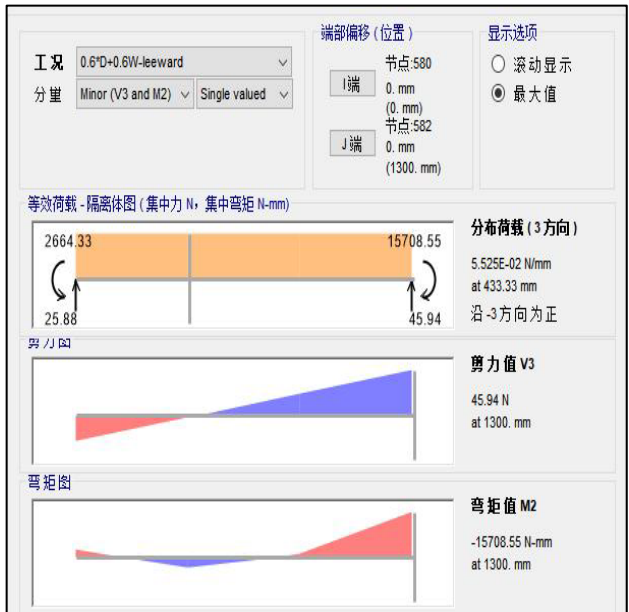 端部偏移(位置)
显示选项
工况 0.6*D+0.6W-leeward
分量 Minor (V3 and M2) Single valued
I端
节点:580
0. mm
(0. mm)
J端
节点:582
0. mm
(1300. mm)
滚动显示
最大值
等效荷载 - 隔离体图 (集中力 N，集中弯矩 N-mm)
2664.33
15708.55
25.88
45.94
分布荷载 (3方向)
5.525E-02 N/mm
at 433.33 mm
沿 -3 方向为正
剪力图
剪力值 V3
45.94 N
at 1300. mm
弯矩图
弯矩值 M2
-15708.55 N-mm
at 1300. mm